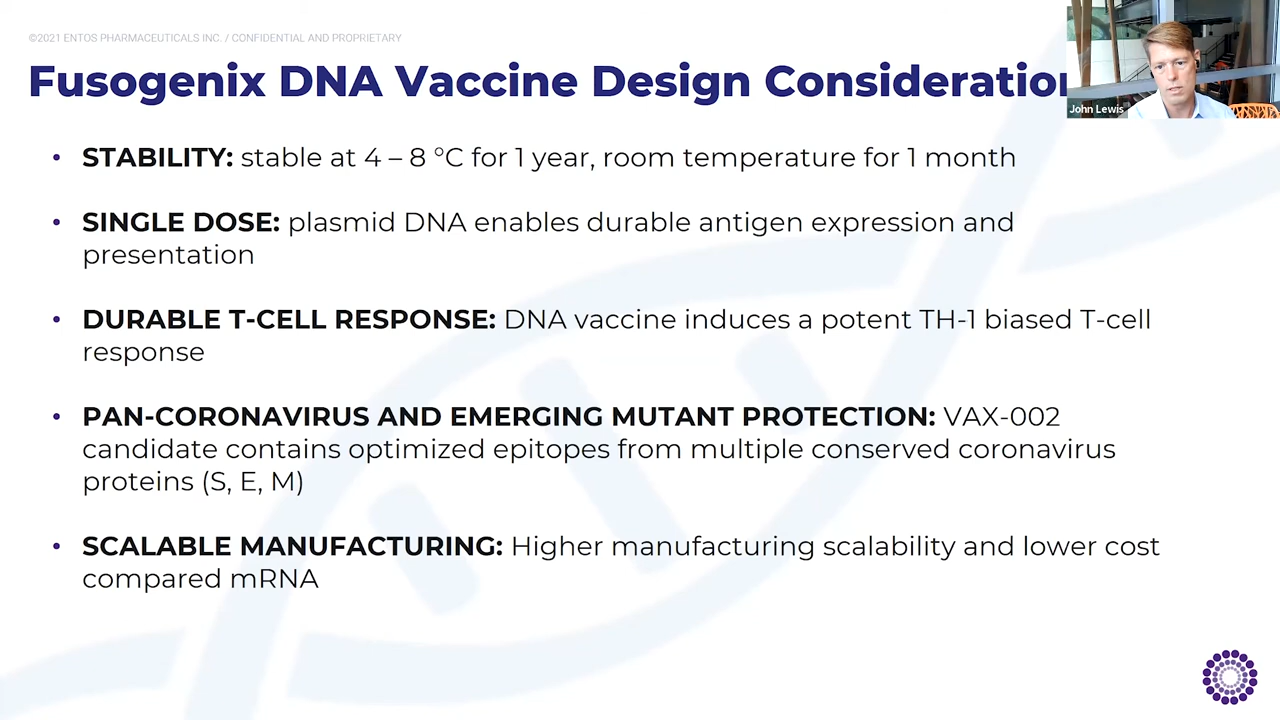 ©2021 ENTOS PHARMACEUTICALS INC. / CONFIDENTIAL AND PROPRIETARY
Fusogenix DNA Vaccine Design Consideration
John Lewis
• STABILITY: stable at 4 – 8 °C for 1 year, room temperature for 1 month
• SINGLE DOSE: plasmid DNA enables durable antigen expression and
presentation
• DURABLE T-CELL RESPONSE: DNA vaccine induces a potent TH-1 biased T-cell
response
• PAN-CORONAVIRUS AND EMERGING MUTANT PROTECTION: VAX-002
candidate contains optimized epitopes from multiple conserved coronavirus
proteins (S, E, M)
• SCALABLE MANUFACTURING: Higher manufacturing scalability and lower cost
compared mRNA